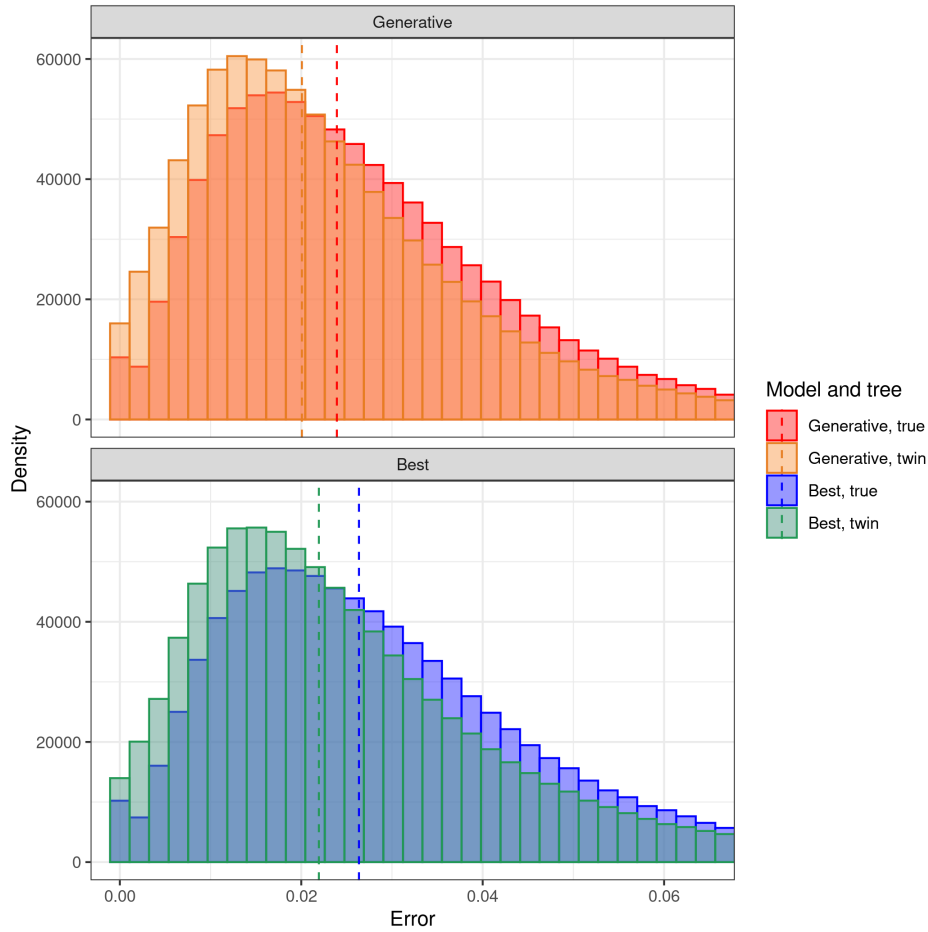 Generative
60000
40000
20000
0
Best
60000
40000
20000
0
0.00
0.02
0.04
0.06
Error
Density
Model and tree
Generative, true
Generative, twin
Best, true
Best, twin